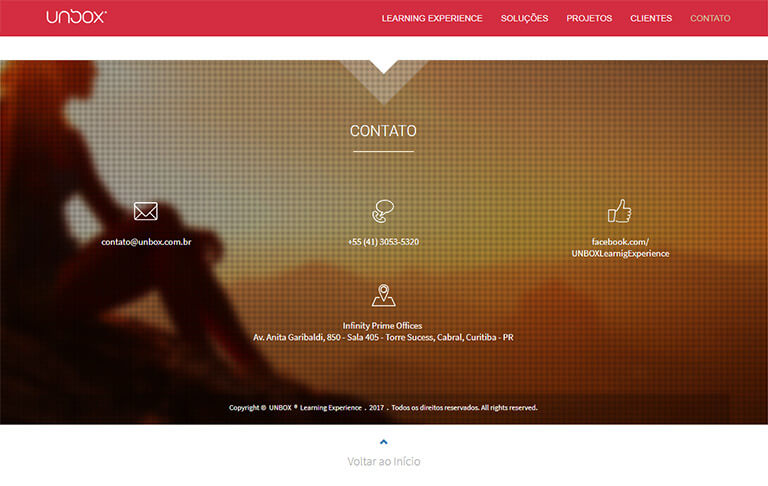 unbox
LEARNING EXPERIENCE SOLUÇÕES PROJETOS CLIENTES CONTATO
CONTATO
contato@unbox.com.br
+55 (41) 3053-5320
facebook.com/
UNBOXLearnigExperience
Infinity Prime Offices
Av. Anita Garibaldi, 850 - Sala 405 - Torre Sucess, Cabral, Curitiba - PR
Copyright © UNBOX ® Learning Experience . 2017 . Todos os direitos reservados. All rights reserved.
Voltar ao Início